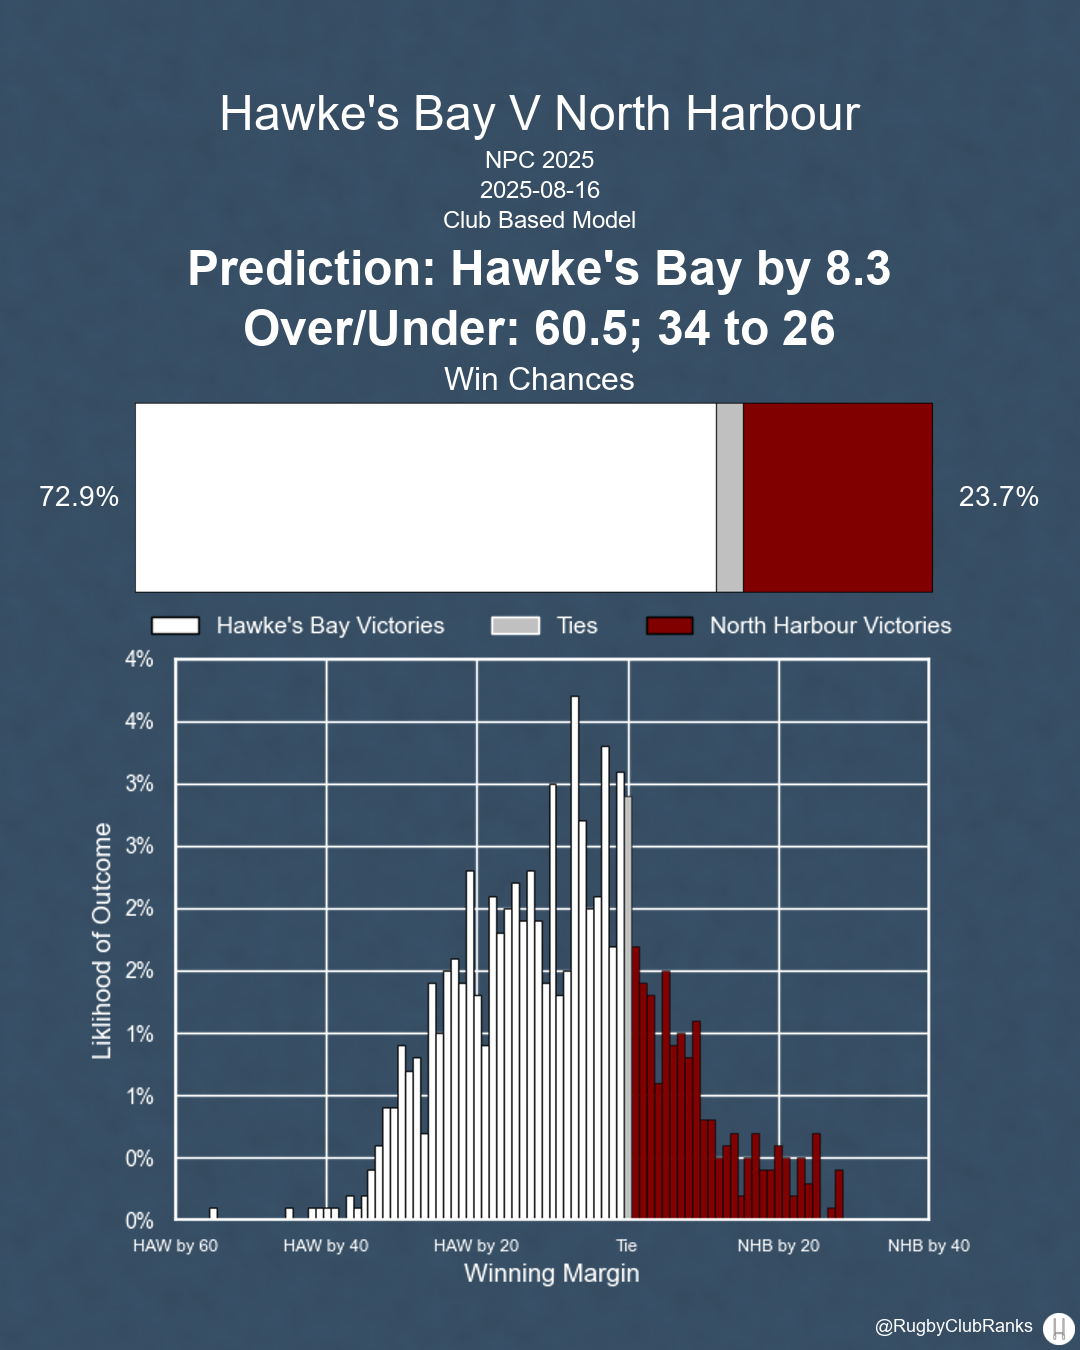 Hawke's Bay V North Harbour
NPC 2025
2025-08-16
Club Based Model
Prediction: Hawke's Bay by 8.3
Over/Under: 60.5; 34 to 26
Win Chances
72.9%
23.7%
Hawke's Bay Victories
Ties
North Harbour Victories
4%
4%
3%
3%
2%
2%
1%
1%
0%
0%
Liklihood of Outcome
HAW by 60
HAW by 40
HAW by 20
Tie
NHB by 20
NHB by 40
Winning Margin
@RugbyClubRanks